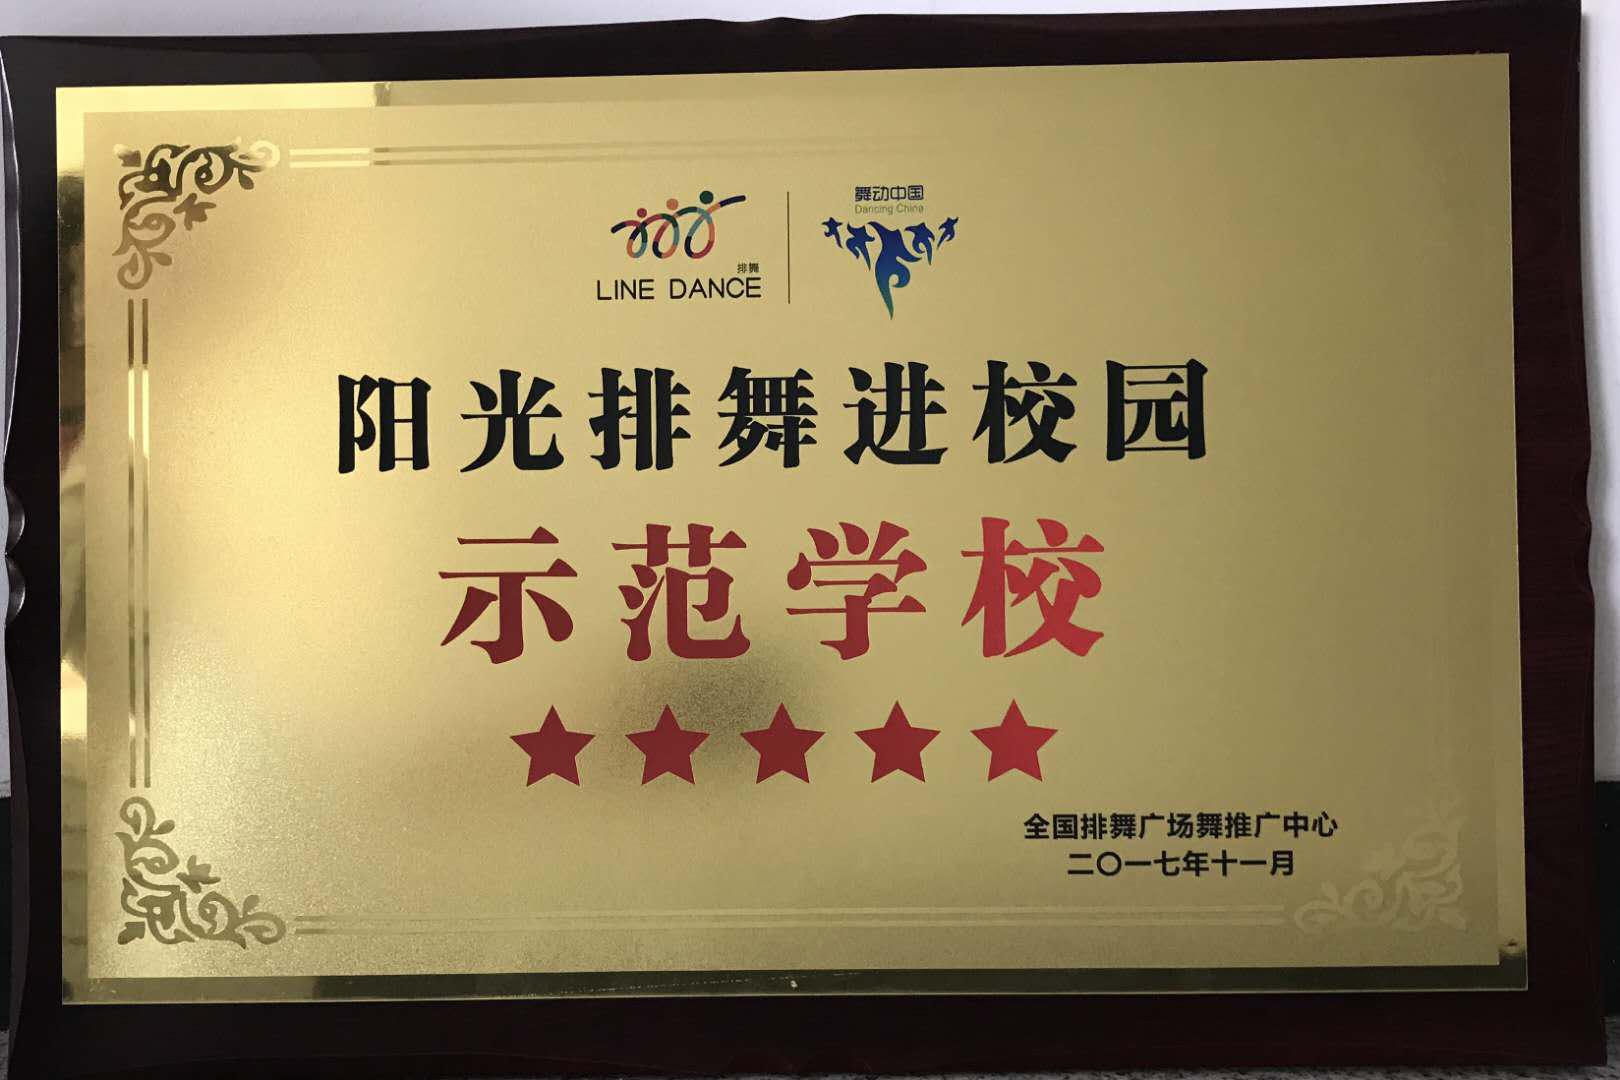 排舞
LINE DANCE
舞动中国
Dancing China
阳光排舞进校园
示范学校
全国排舞广场舞推广中心
二〇一七年十一月